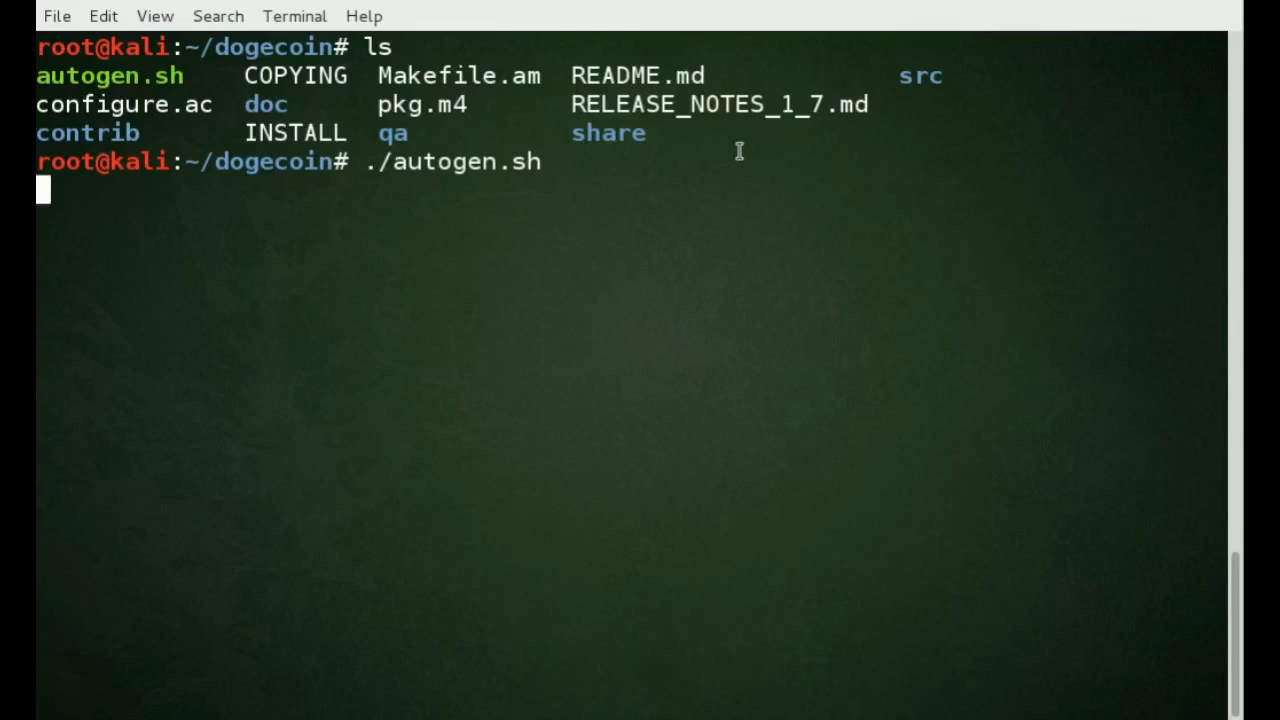 File Edit View Search Terminal Help
root@kali:~/dogecoin# ls
autogen.sh COPYING Makefile.am README.md src
configure.ac doc pkg.m4 RELEASE_NOTES_1_7.md
contrib INSTALL qa share
root@kali:~/dogecoin# ./autogen.sh